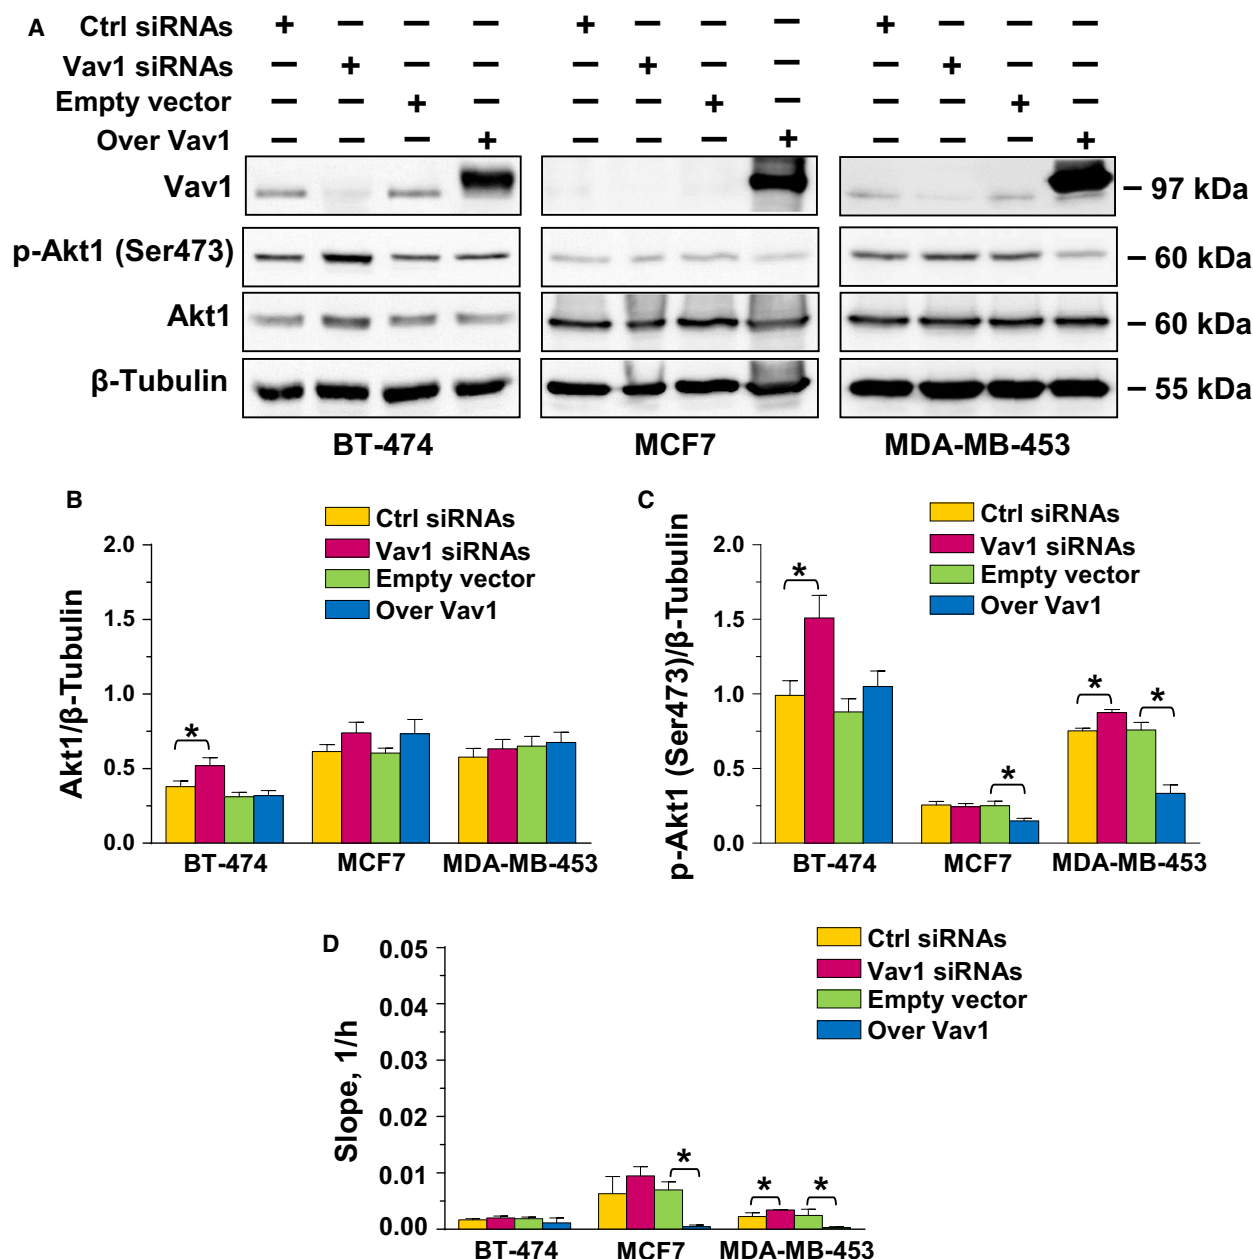 A Ctrl siRNAs + − − − + − − − + − − −
Vav1 siRNAs − + − − − + − − − + − −
Empty vector − − + − − − + − − − + −
Over Vav1 − − − + − − − + − − − +
Vav1 – 97 kDa
p-Akt1 (Ser473) – 60 kDa
Akt1 – 60 kDa
β-Tubulin – 55 kDa
BT-474 MCF7 MDA-MB-453
B
Ctrl siRNAs
Vav1 siRNAs
Empty vector
Over Vav1
Akt1/β-Tubulin
2.0
1.5
1.0
0.5
0.0
*
BT-474 MCF7 MDA-MB-453
C
Ctrl siRNAs
Vav1 siRNAs
Empty vector
Over Vav1
p-Akt1 (Ser473)/β-Tubulin
2.0
1.5
1.0
0.5
0.0
* * * *
BT-474 MCF7 MDA-MB-453
D
Ctrl siRNAs
Vav1 siRNAs
Empty vector
Over Vav1
Slope, 1/h
0.05
0.04
0.03
0.02
0.01
0.00
* * *
BT-474 MCF7 MDA-MB-453